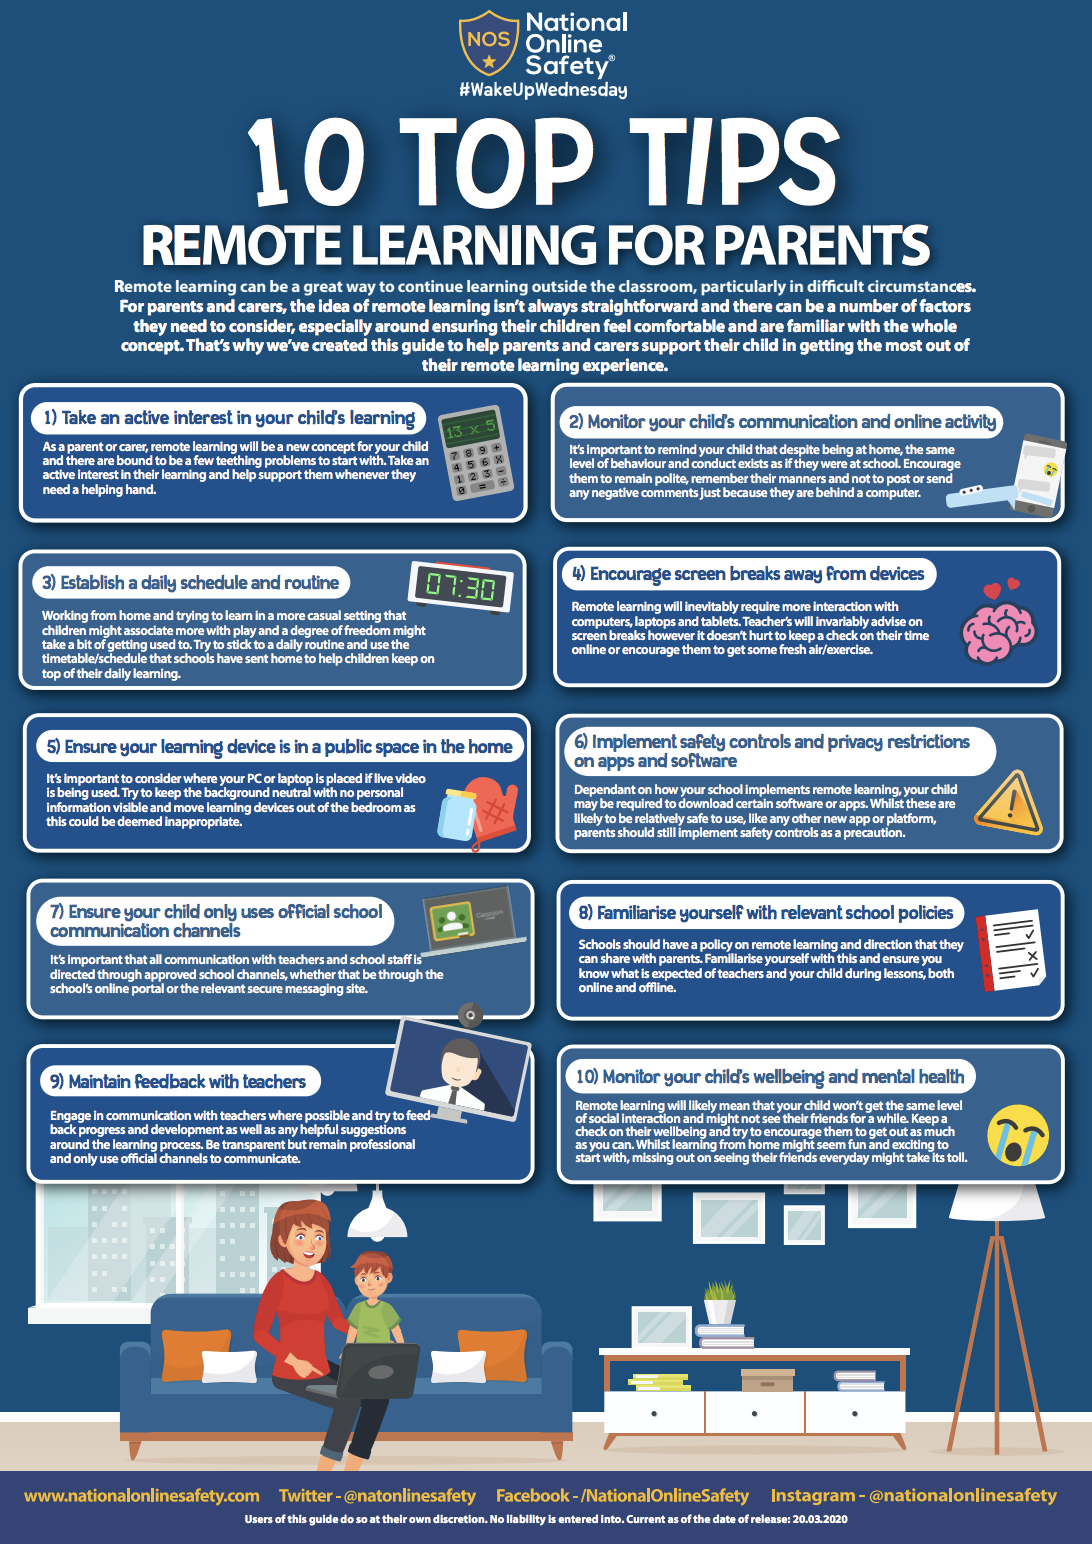 NOS
National
Online
Safety®
#WakeUpWednesday
10 TOP TIPS
REMOTE LEARNING FOR PARENTS
Remote learning can be a great way to continue learning outside the classroom, particularly in difficult circumstances.
For parents and carers, the idea of remote learning isn't always straightforward and there can be a number of factors
they need to consider, especially around ensuring their children feel comfortable and are familiar with the whole
concept. That's why we've created this guide to help parents and carers support their child in getting the most out of
their remote learning experience.
1) Take an active interest in your child's learning
As a parent or carer, remote learning will be a new concept for your child
and there are bound to be a few teething problems to start with. Take an
active interest in their learning and help support them whenever they
need a helping hand.
13 x 5
7 8 9 +
4 5 6 X
1 2 3 -
0 = ÷
2) Monitor your child's communication and online activity
It's important to remind your child that despite being at home, the same
level of behaviour and conduct exists as if they were at school. Encourage
them to remain polite, remember their manners and not to post or send
any negative comments just because they are behind a computer.
3) Establish a daily schedule and routine
Working from home and trying to learn in a more casual setting that
children might associate more with play and a degree of freedom might
take a bit of getting used to. Try to stick to a daily routine and use the
timetable/schedule that schools have sent home to help children keep on
top of their daily learning.
07:30
4) Encourage screen breaks away from devices
Remote learning will inevitably require more interaction with
computers, laptops and tablets. Teacher's will invariably advise on
screen breaks however it doesn't hurt to keep a check on their time
online or encourage them to get some fresh air/exercise.
5) Ensure your learning device is in a public space in the home
It's important to consider where your PC or laptop is placed if live video
is being used. Try to keep the background neutral with no personal
information visible and move learning devices out of the bedroom as
this could be deemed inappropriate.
6) Implement safety controls and privacy restrictions
on apps and software
Dependant on how your school implements remote learning, your child
may be required to download certain software or apps. Whilst these are
likely to be relatively safe to use, like any other new app or platform,
parents should still implement safety controls as a precaution.
7) Ensure your child only uses official school
communication channels
It's important that all communication with teachers and school staff is
directed through approved school channels, whether that be through the
school's online portal or the relevant secure messaging site.
Classroom
8) Familiarise yourself with relevant school policies
Schools should have a policy on remote learning and direction that they
can share with parents. Familiarise yourself with this and ensure you
know what is expected of teachers and your child during lessons, both
online and offline.
9) Maintain feedback with teachers
Engage in communication with teachers where possible and try to feed
back progress and development as well as any helpful suggestions
around the learning process. Be transparent but remain professional
and only use official channels to communicate.
10) Monitor your child's wellbeing and mental health
Remote learning will likely mean that your child won't get the same level
of social interaction and might not see their friends for a while. Keep a
check on their wellbeing and try to encourage them to get out as much
as you can. Whilst learning from home might seem fun and exciting to
start with, missing out on seeing their friends everyday might take its toll.
www.nationalonlinesafety.com Twitter - @natonlinesafety Facebook - /NationalOnlineSafety Instagram - @nationalonlinesafety
Users of this guide do so at their own discretion. No liability is entered into. Current as of the date of release: 20.03.2020